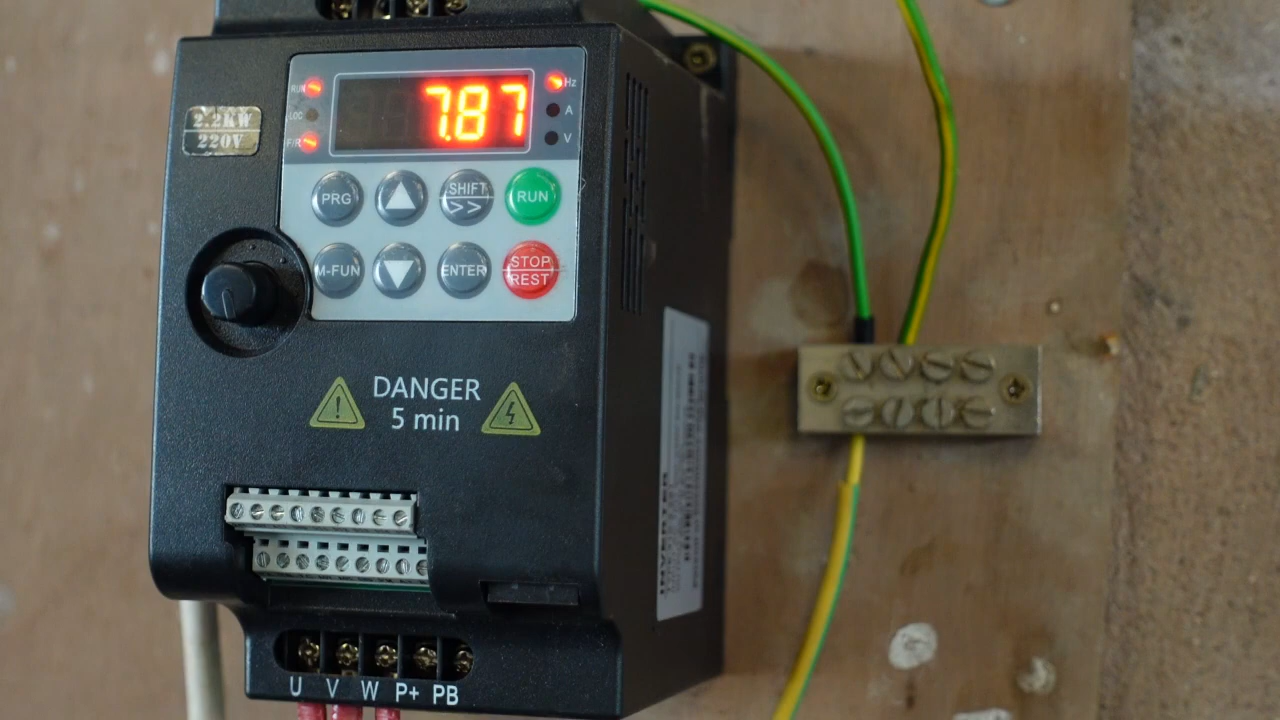 2.2KW
220V
RUN
LOC
F/R
7.87
Hz
A
V
PRG
SHIFT
>>
RUN
M-FUN
ENTER
STOP
REST
DANGER
5 min
INVERTER
U V W P+ PB